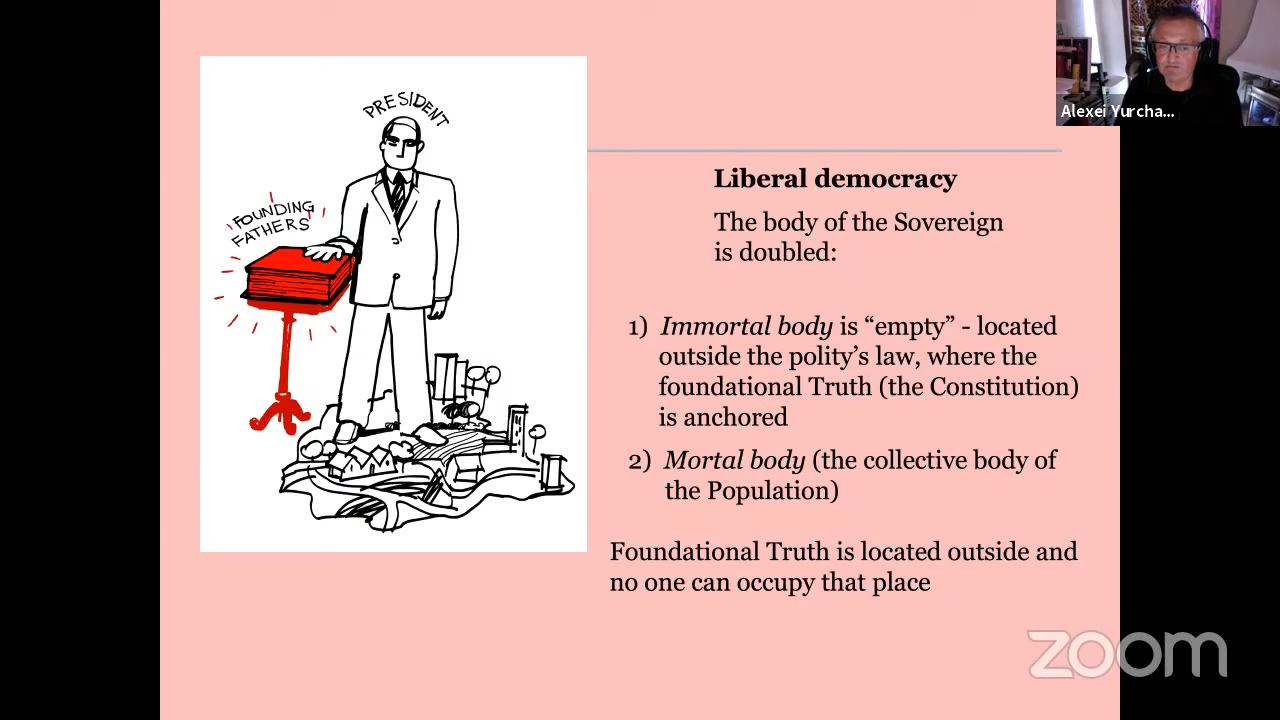 PRESIDENT
FOUNDING
FATHERS
Alexei Yurcha...
Liberal democracy
The body of the Sovereign
is doubled:
1) Immortal body is “empty” - located
outside the polity’s law, where the
foundational Truth (the Constitution)
is anchored
2) Mortal body (the collective body of
the Population)
Foundational Truth is located outside and
no one can occupy that place
zoom